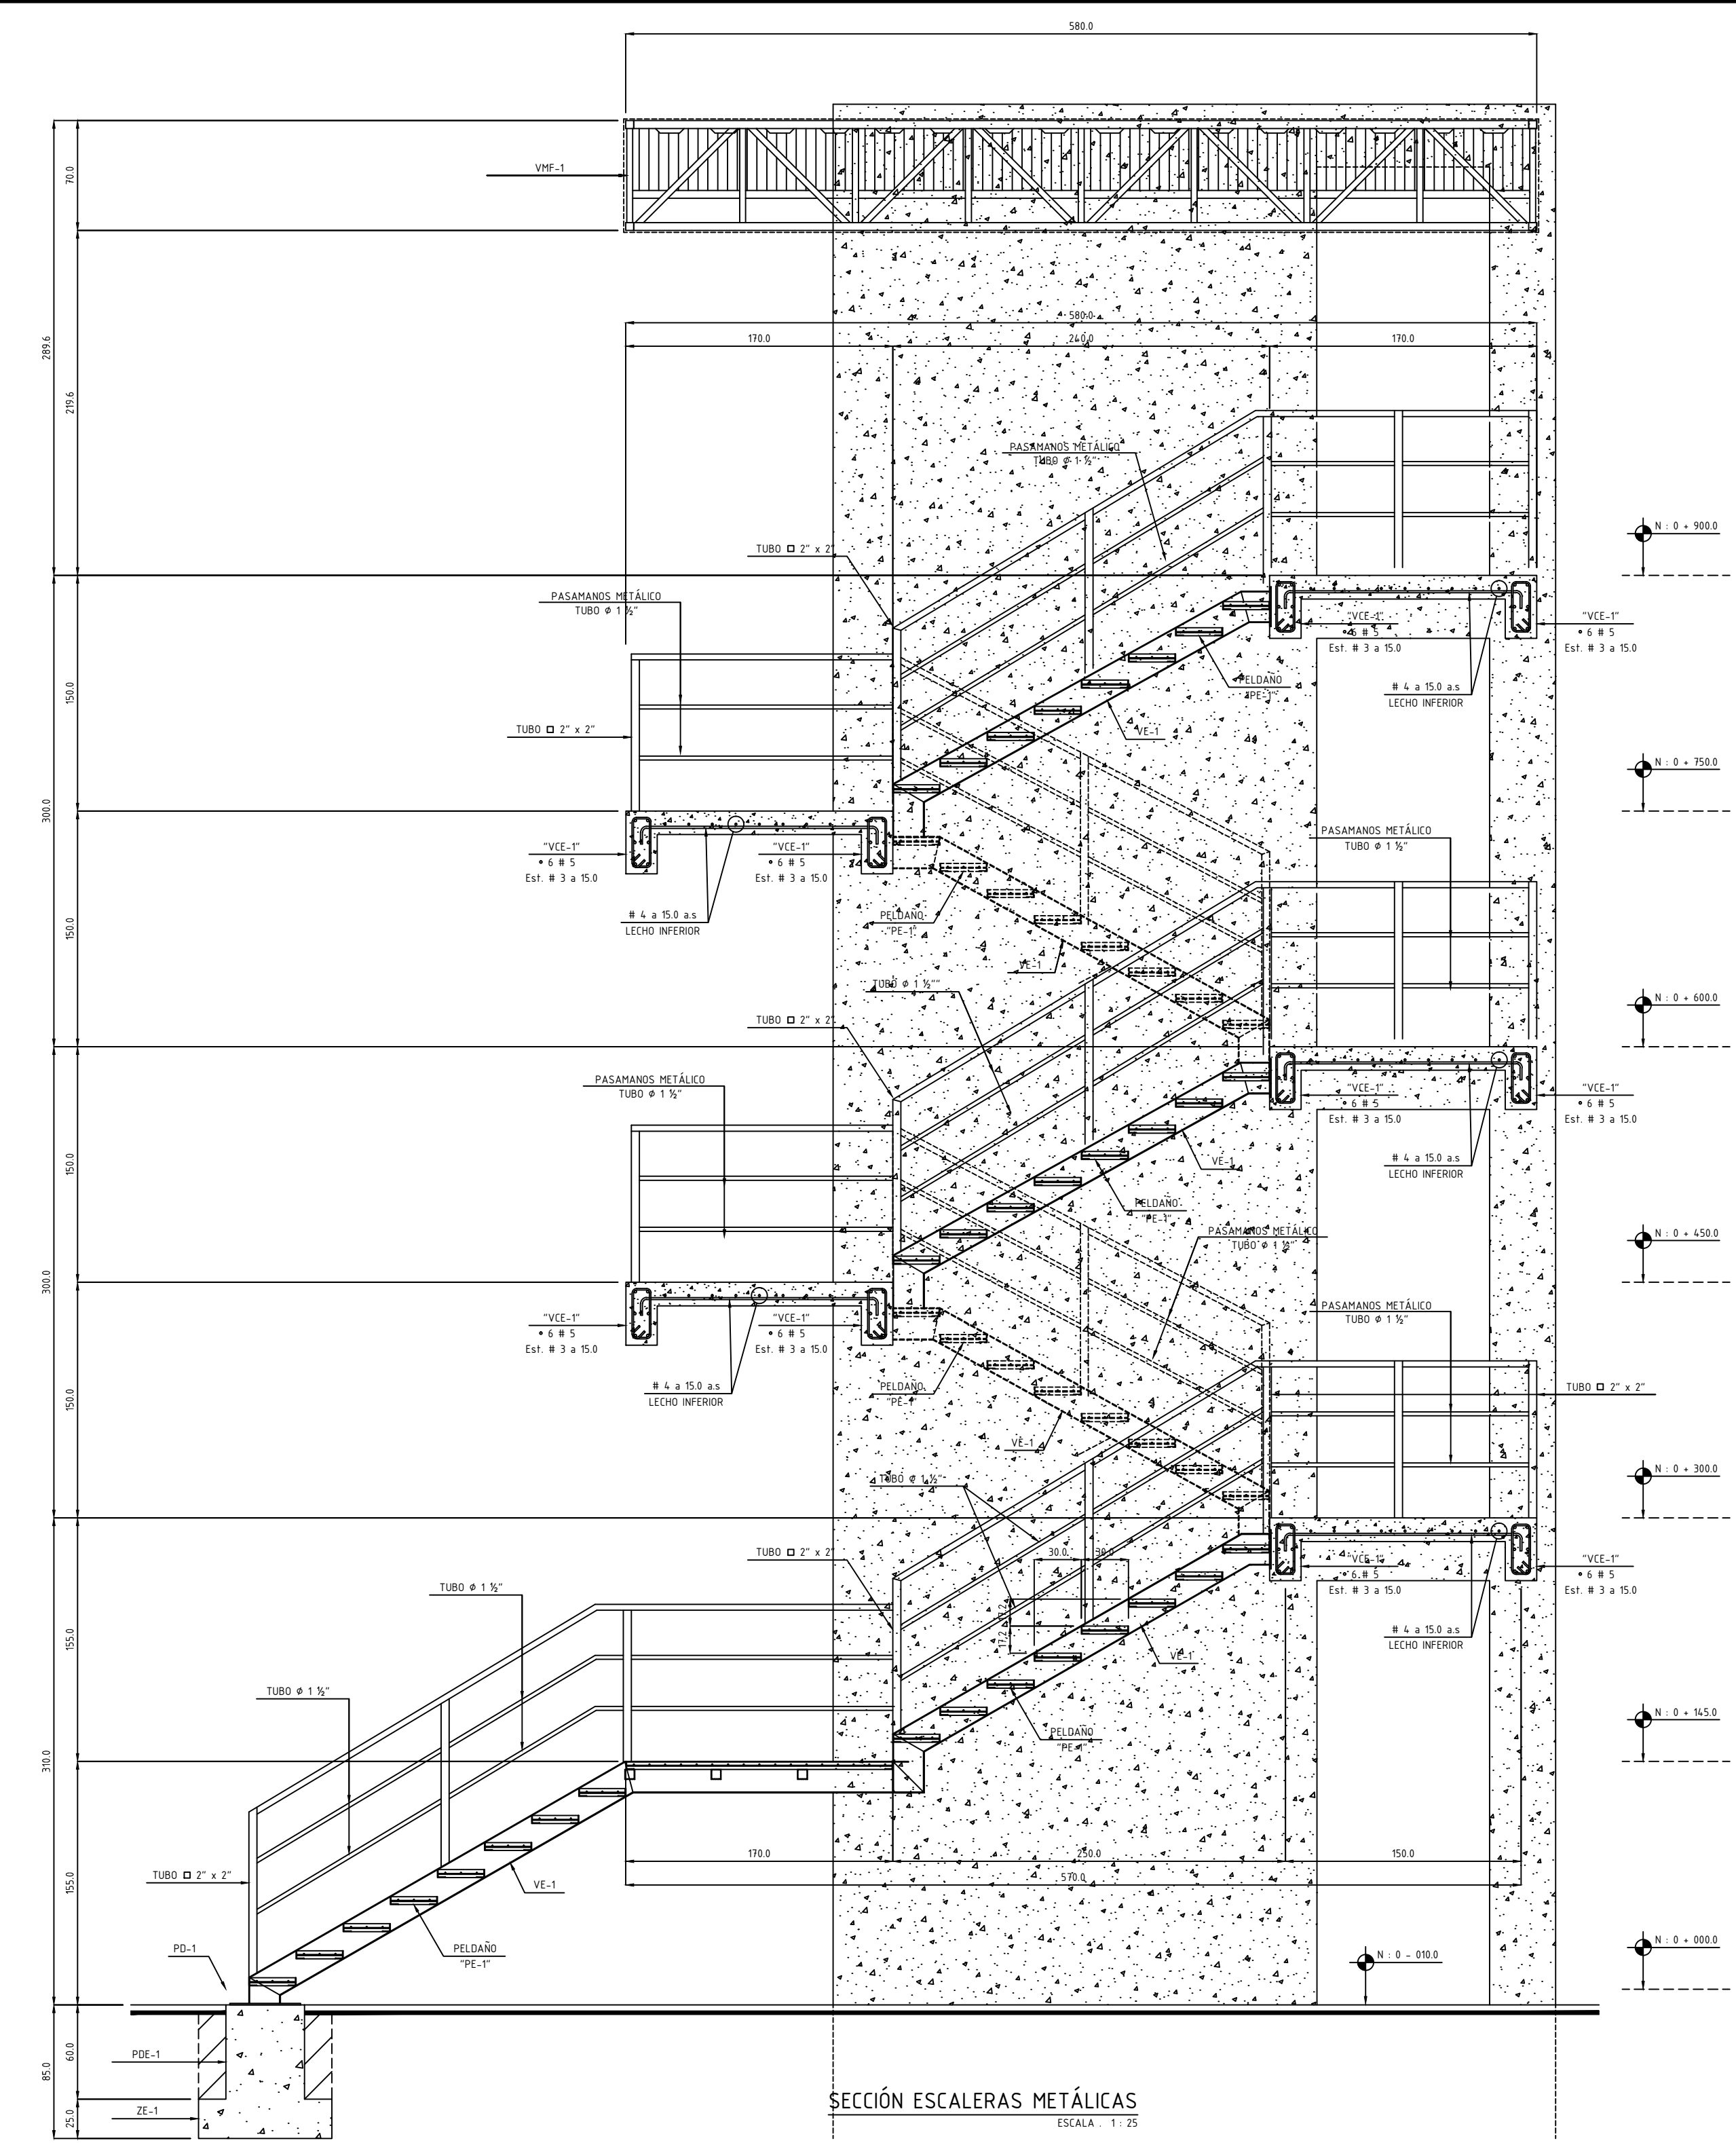 580.0
VMF-1
70.0
289.6
219.6
580.0
170.0
240.0
170.0
PASAMANOS METÁLICO
TUBO ϕ 1 ½"
N : 0 + 900.0
TUBO □ 2" x 2"
PASAMANOS METÁLICO
TUBO ϕ 1 ½"
"VCE-1"
6 # 5
Est. # 3 a 15.0
"VCE-1"
6 # 5
Est. # 3 a 15.0
PELDAÑO
"PE-1"
# 4 a 15.0 a.s
LECHO INFERIOR
150.0
TUBO □ 2" x 2"
VE-1
N : 0 + 750.0
300.0
PASAMANOS METÁLICO
TUBO ϕ 1 ½"
"VCE-1"
6 # 5
Est. # 3 a 15.0
"VCE-1"
6 # 5
Est. # 3 a 15.0
# 4 a 15.0 a.s
LECHO INFERIOR
PELDAÑO
"PE-1"
150.0
VE-1
TUBO ϕ 1 ½""
N : 0 + 600.0
TUBO □ 2" x 2"
PASAMANOS METÁLICO
TUBO ϕ 1 ½"
"VCE-1"
6 # 5
Est. # 3 a 15.0
"VCE-1"
6 # 5
Est. # 3 a 15.0
150.0
VE-1
# 4 a 15.0 a.s
LECHO INFERIOR
PELDAÑO
"PE-1"
PASAMANOS METÁLICO
TUBO ϕ 1 ½"
N : 0 + 450.0
300.0
"VCE-1"
6 # 5
Est. # 3 a 15.0
"VCE-1"
6 # 5
Est. # 3 a 15.0
PASAMANOS METÁLICO
TUBO ϕ 1 ½"
# 4 a 15.0 a.s
LECHO INFERIOR
PELDAÑO
"PE-1"
TUBO □ 2" x 2"
150.0
VE-1
TUBO ϕ 1 ½"
N : 0 + 300.0
TUBO □ 2" x 2"
30.0
30.0
"VCE-1"
6 # 5
Est. # 3 a 15.0
"VCE-1"
6 # 5
Est. # 3 a 15.0
TUBO ϕ 1 ½"
17.2
17.2
155.0
# 4 a 15.0 a.s
LECHO INFERIOR
VE-1
TUBO ϕ 1 ½"
N : 0 + 145.0
PELDAÑO
"PE-1"
310.0
170.0
250.0
150.0
570.0
TUBO □ 2" x 2"
VE-1
155.0
PD-1
PELDAÑO
"PE-1"
N : 0 - 010.0
N : 0 + 000.0
PDE-1
60.0
85.0
ZE-1
25.0
SECCIÓN ESCALERAS METÁLICAS
ESCALA . 1 : 25